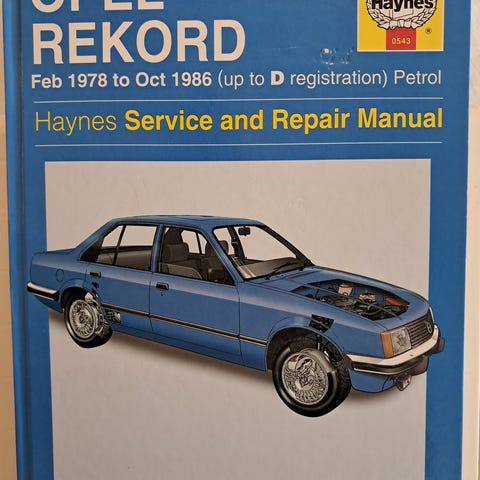 OPEL
REKORD
Haynes
0543
®
Feb 1978 to Oct 1986 (up to D registration) Petrol
Haynes Service and Repair Manual